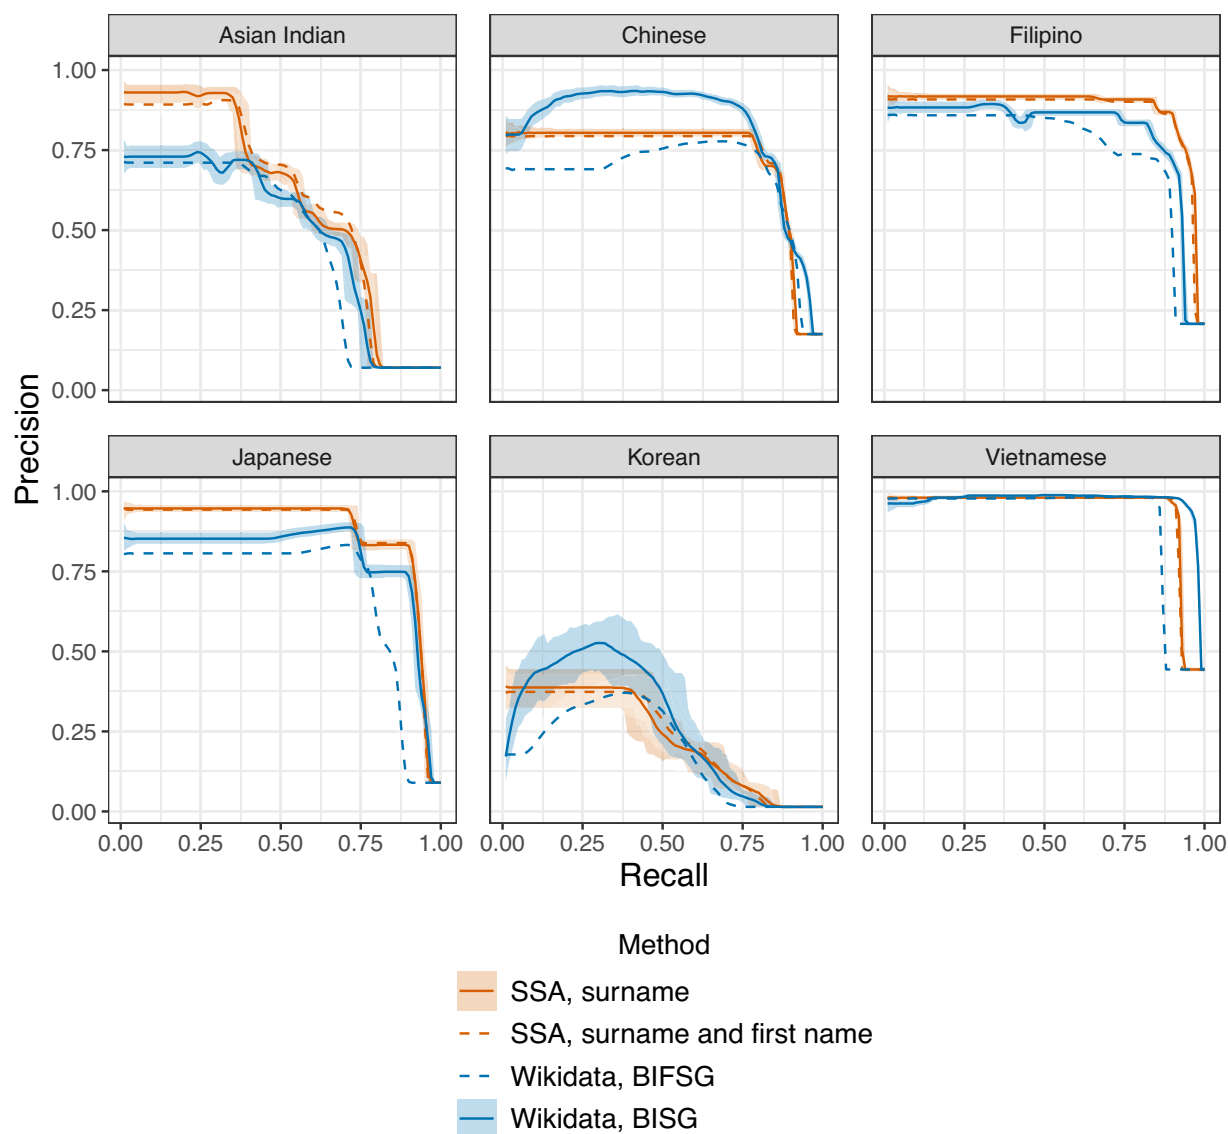 Asian Indian
Chinese
Filipino
1.00
0.75
0.50
0.25
0.00
Precision
Japanese
Korean
Vietnamese
1.00
0.75
0.50
0.25
0.00
0.00 0.25 0.50 0.75 1.00
0.00 0.25 0.50 0.75 1.00
0.00 0.25 0.50 0.75 1.00
Recall
Method
SSA, surname
SSA, surname and first name
Wikidata, BIFSG
Wikidata, BISG